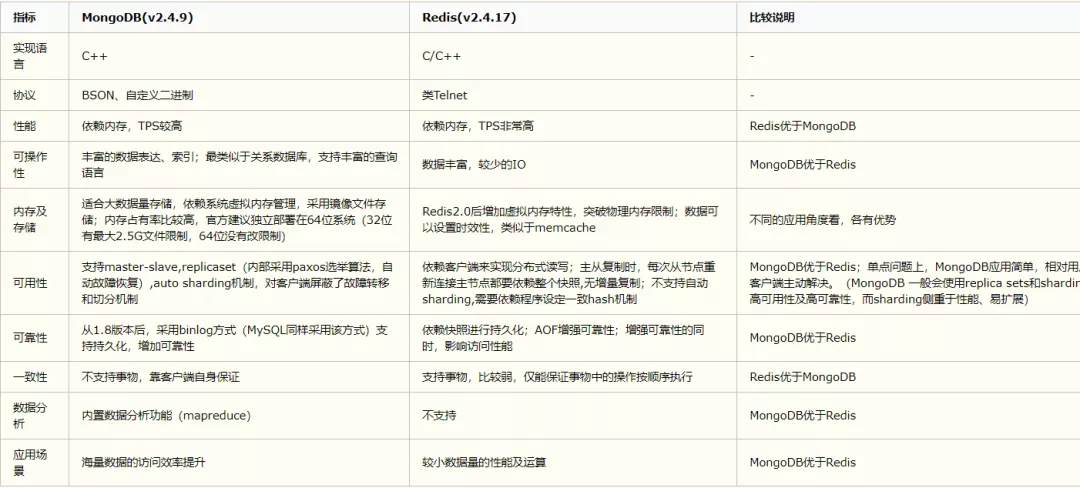 指标 MongoDB(v2.4.9) Redis(v2.4.17) 比较说明
实现语
言
C++ C/C++ -
协议 BSON、自定义二进制 类Telnet -
性能 依赖内存，TPS较高 依赖内存，TPS非常高 Redis优于MongoDB
可操作
性
丰富的数据表达、索引；最类似于关系数据库，支持丰富的查询
语言
数据丰富，较少的IO MongoDB优于Redis
内存及
存储
适合大数据量存储，依赖系统虚拟内存管理，采用镜像文件存
储；内存占有率比较高，官方建议独立部署在64位系统（32位
有最大2.5G文件限制，64位没有改限制）
Redis2.0后增加虚拟内存特性，突破物理内存限制；数据可
以设置时效性，类似于memcache
不同的应用角度看，各有优势
可用性
支持master-slave,replicaset（内部采用paxos选举算法，自
动故障恢复）,auto sharding机制，对客户端屏蔽了故障转移
和切分机制
依赖客户端来实现分布式读写；主从复制时，每次从节点重
新连接主节点都要依赖整个快照,无增量复制；不支持自动
sharding,需要依赖程序设定一致hash机制
MongoDB优于Redis；单点问题上，MongoDB应用简单，相对用户透明
客户端主动解决。（MongoDB 一般会使用replica sets和sharding
高可用性及高可靠性，而sharding侧重于性能、易扩展）
可靠性
从1.8版本后，采用binlog方式（MySQL同样采用该方式）支
持持久化，增加可靠性
依赖快照进行持久化；AOF增强可靠性；增强可靠性的同
时，影响访问性能
MongoDB优于Redis
一致性 不支持事物，靠客户端自身保证 支持事物，比较弱，仅能保证事物中的操作按顺序执行 Redis优于MongoDB
数据分
析
内置数据分析功能（mapreduce） 不支持 MongoDB优于Redis
应用场
景
海量数据的访问效率提升 较小数据量的性能及运算 MongoDB优于Redis